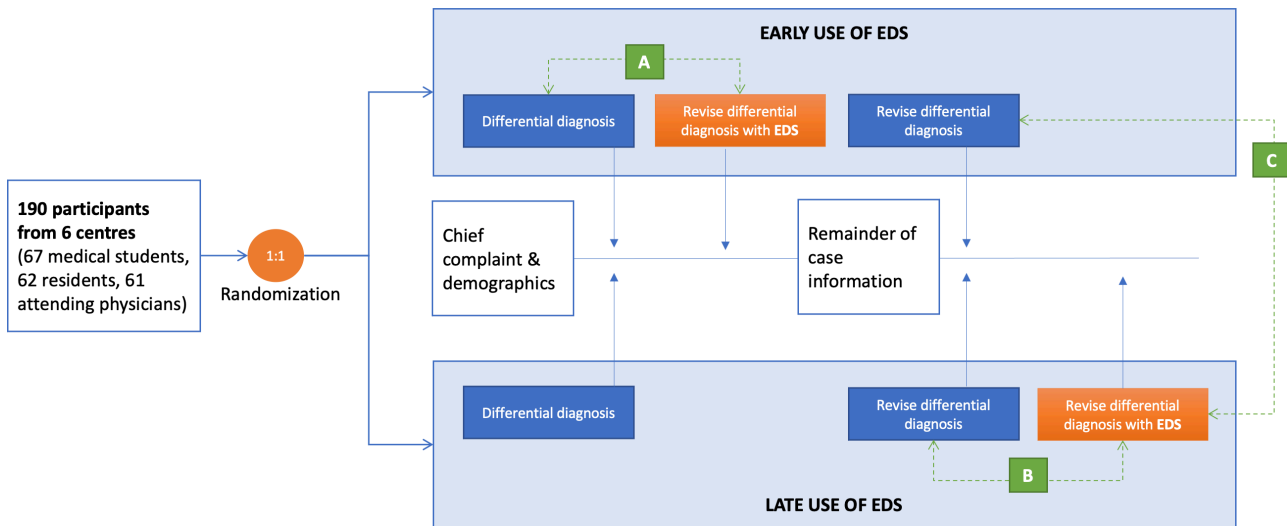 EARLY USE OF EDS
A
Differential diagnosis
Revise differential
diagnosis with EDS
Revise differential
diagnosis
C
190 participants
from 6 centres
(67 medical students,
62 residents, 61
attending physicians)
1:1
Randomization
Chief
complaint &
demographics
Remainder of
case
information
Differential diagnosis
Revise differential
diagnosis
Revise differential
diagnosis with EDS
B
LATE USE OF EDS